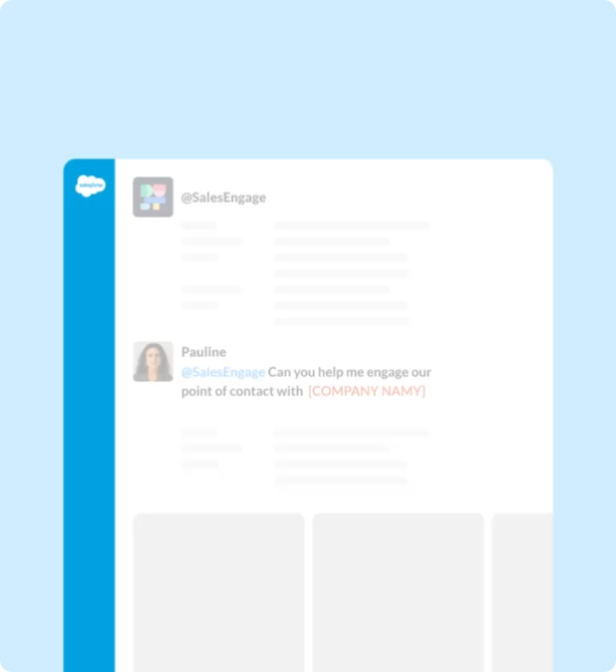 salesforce
@SalesEngage
Pauline
@SalesEngage Can you help me engage our
point of contact with [COMPANY NAMY]